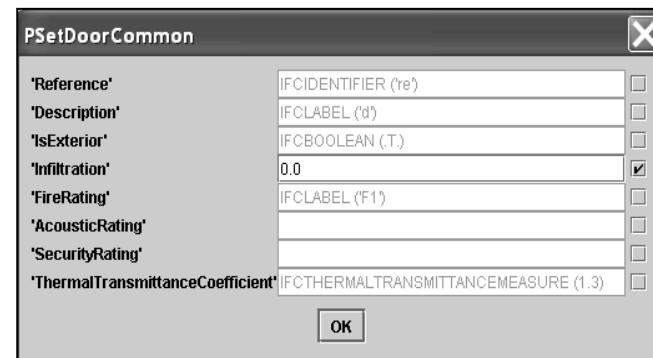 PSetDoorCommon
'Reference' IFCIDENTIFIER ('re')
'Description' IFCLABEL ('d')
'IsExterior' IFCBOOLEAN (.T.)
'Infiltration' 0.0
'FireRating' IFCLABEL ('F1')
'AcousticRating'
'SecurityRating'
'ThermalTransmittanceCoefficient' IFCTHERMALTRANSMITTANCEMEASURE (1.3)
OK